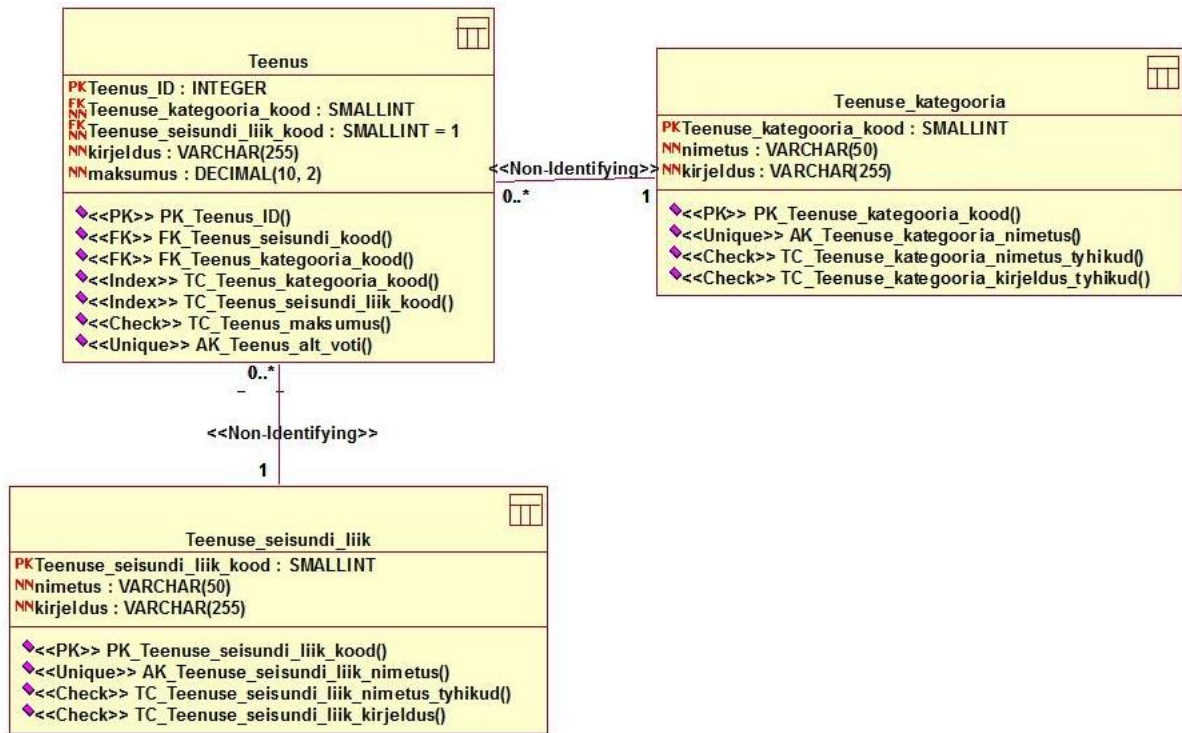 Teenus
PK Teenus_ID : INTEGER
FK NN Teenuse_kategooria_kood : SMALLINT
FK NN Teenuse_seisundi_liik_kood : SMALLINT = 1
NN kirjeldus : VARCHAR(255)
NN maksumus : DECIMAL(10, 2)
<<PK>> PK_Teenus_ID()
<<FK>> FK_Teenus_seisundi_kood()
<<FK>> FK_Teenus_kategooria_kood()
<<Index>> TC_Teenus_kategooria_kood()
<<Index>> TC_Teenus_seisundi_liik_kood()
<<Check>> TC_Teenus_maksumus()
<<Unique>> AK_Teenus_alt_voti()
<<Non-Identifying>>
0..*
1
Teenuse_kategooria
PK Teenuse_kategooria_kood : SMALLINT
NN nimetus : VARCHAR(50)
NN kirjeldus : VARCHAR(255)
<<PK>> PK_Teenuse_kategooria_kood()
<<Unique>> AK_Teenuse_kategooria_nimetus()
<<Check>> TC_Teenuse_kategooria_nimetus_tyhikud()
<<Check>> TC_Teenuse_kategooria_kirjeldus_tyhikud()
0..*
<<Non-Identifying>>
1
Teenuse_seisundi_liik
PK Teenuse_seisundi_liik_kood : SMALLINT
NN nimetus : VARCHAR(50)
NN kirjeldus : VARCHAR(255)
<<PK>> PK_Teenuse_seisundi_liik_kood()
<<Unique>> AK_Teenuse_seisundi_liik_nimetus()
<<Check>> TC_Teenuse_seisundi_liik_nimetus_tyhikud()
<<Check>> TC_Teenuse_seisundi_liik_kirjeldus()